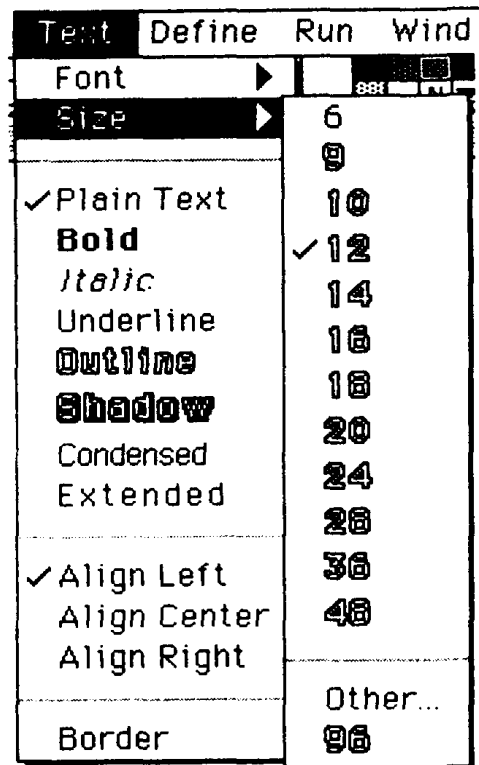 Text Define Run Wind
Font
Size
✓Plain Text
Bold
Italic
Underline
Outline
Shadow
Condensed
Extended
✓Align Left
Align Center
Align Right
Border
6
9
10
✓12
14
16
18
20
24
28
36
48
Other...
96